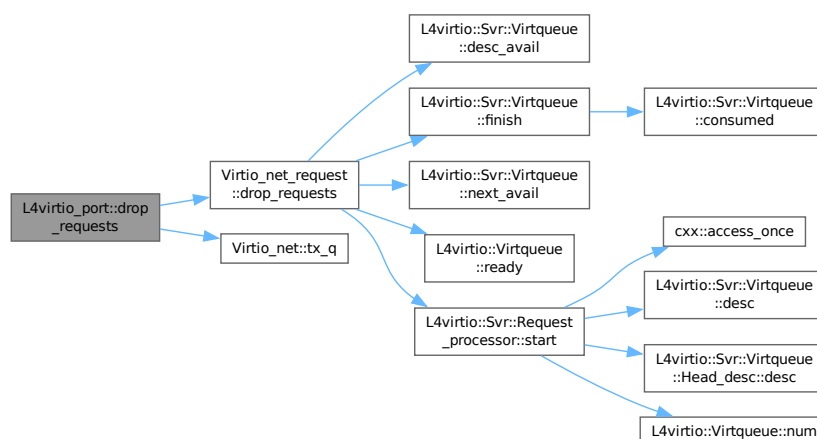 L4virtio_port::drop
_requests
Virtio_net_request
::drop_requests
Virtio_net::tx_q
L4virtio::Svr::Virtqueue
::desc_avail
L4virtio::Svr::Virtqueue
::finish
L4virtio::Svr::Virtqueue
::next_avail
L4virtio::Virtqueue
::ready
L4virtio::Svr::Request
_processor::start
L4virtio::Svr::Virtqueue
::consumed
cxx::access_once
L4virtio::Svr::Virtqueue
::desc
L4virtio::Svr::Virtqueue
::Head_desc::desc
L4virtio::Virtqueue::num